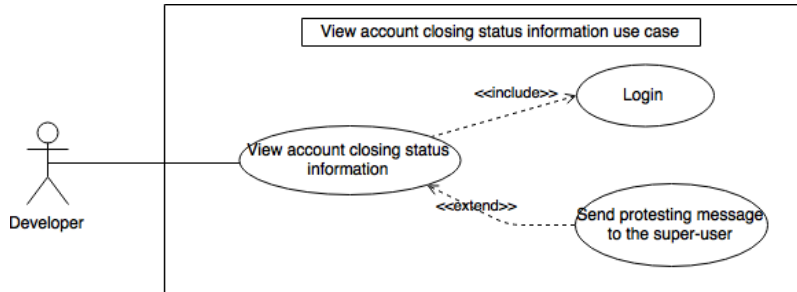 View account closing status information use case
<<include>>
Login
View account closing status
information
<<extend>>
Send protesting message
to the super-user
Developer